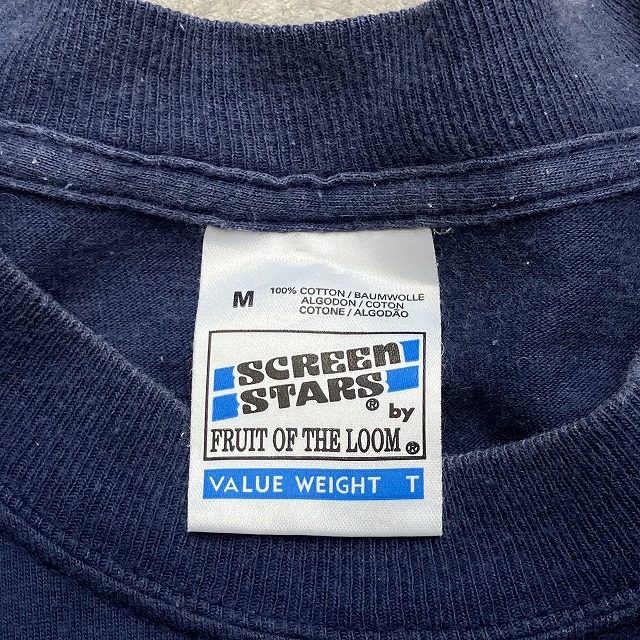 M 100% COTTON / BAUMWOLLE
ALGODON / COTON
COTONE / ALGODÃO
SCREEN
STARS® by
FRUIT OF THE LOOM®
VALUE WEIGHT T